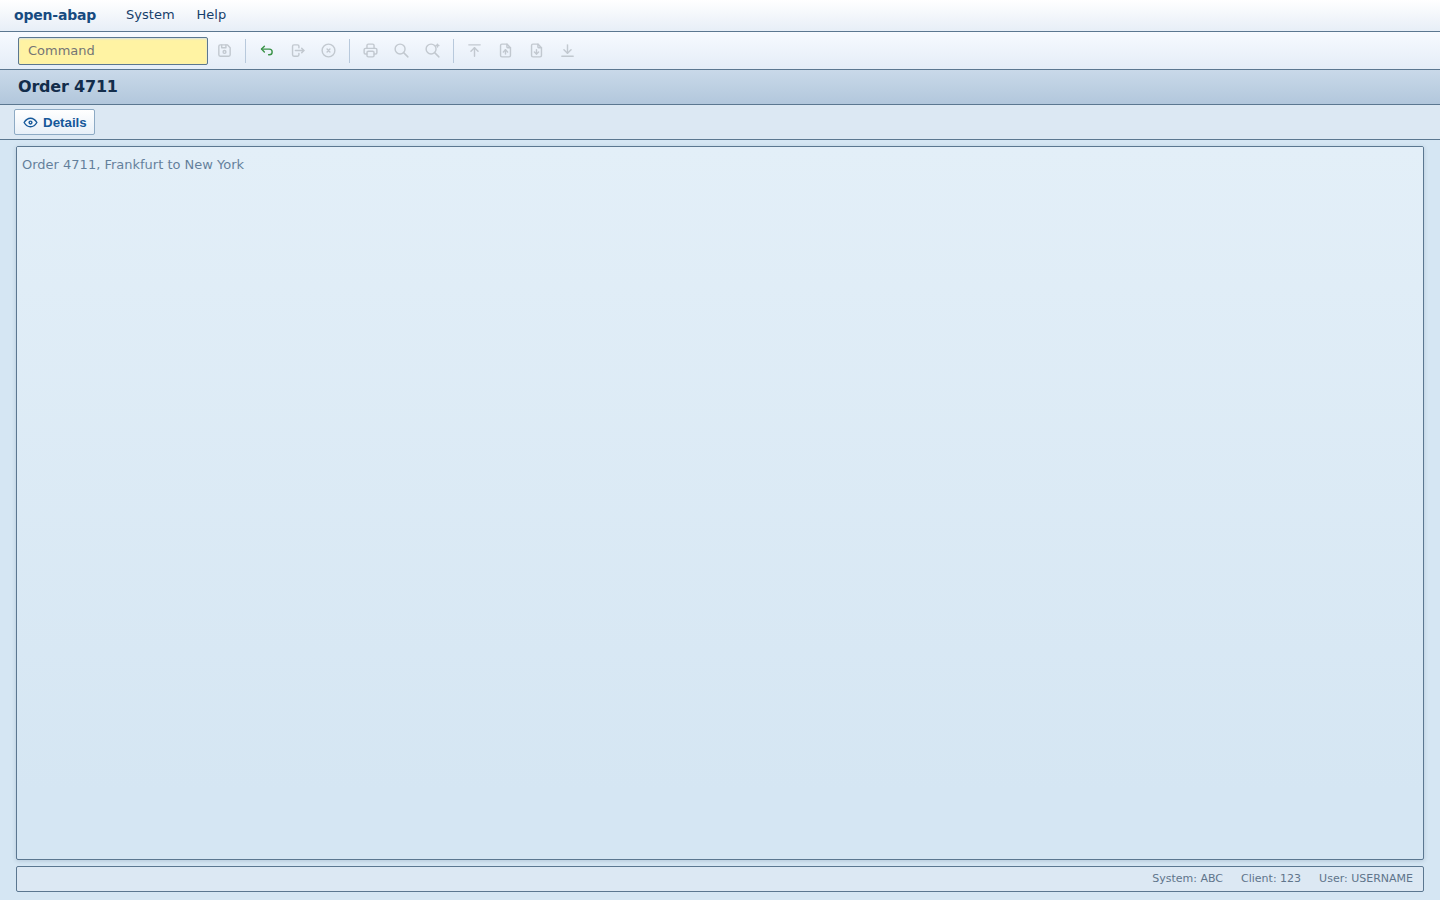 open-abap System Help
Command
Order 4711
Details
Order 4711, Frankfurt to New York
System: ABC Client: 123 User: USERNAME